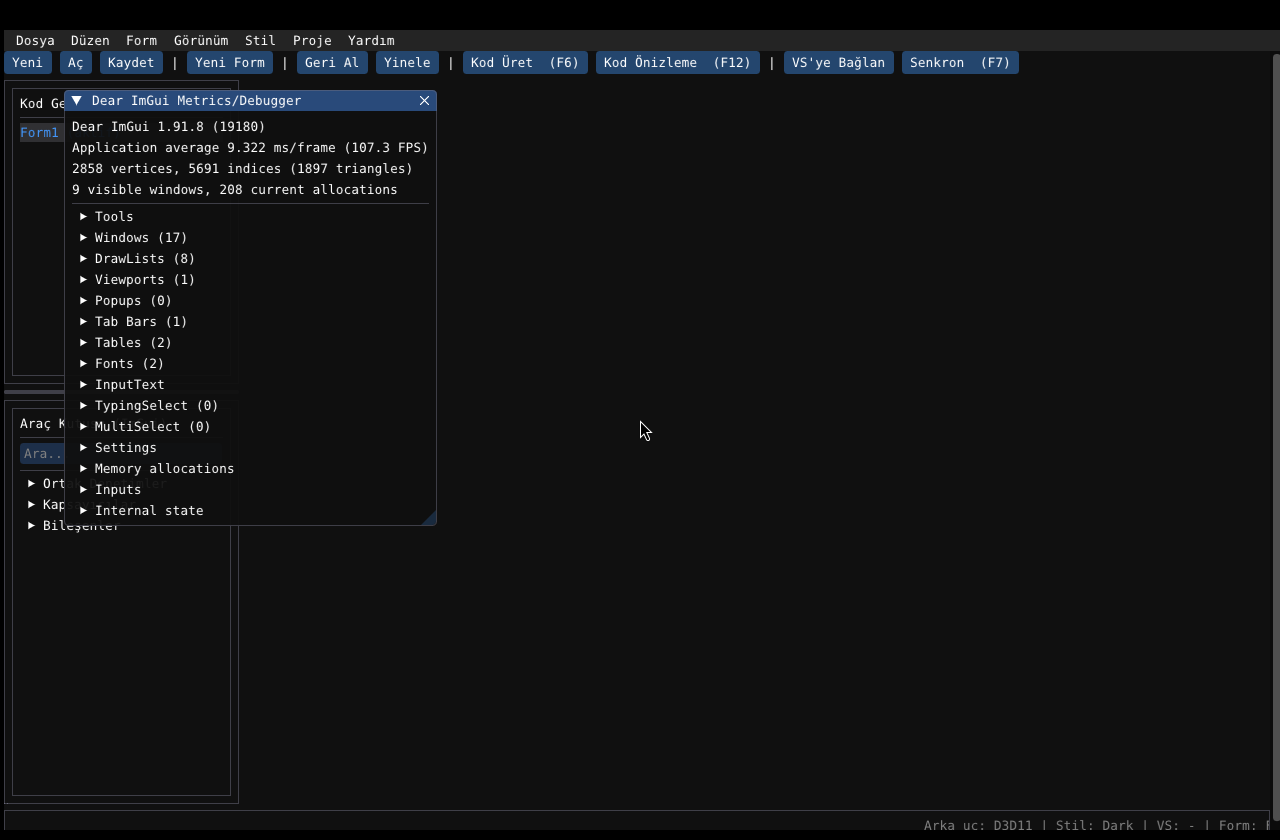 Dosya Düzen Form Görünüm Stil Proje Yardım
Yeni Aç Kaydet | Yeni Form | Geri Al Yinele | Kod Üret (F6) Kod Önizleme (F12) | VS'ye Bağlan Senkron (F7)
Kod
Form1
Dear ImGui Metrics/Debugger
Dear ImGui 1.91.8 (19180)
Application average 9.322 ms/frame (107.3 FPS)
2858 vertices, 5691 indices (1897 triangles)
9 visible windows, 208 current allocations
Tools
Windows (17)
DrawLists (8)
Viewports (1)
Popups (0)
Tab Bars (1)
Tables (2)
Fonts (2)
InputText
TypingSelect (0)
MultiSelect (0)
Settings
Memory allocations
Inputs
Internal state
Araç
Ara..
Bileşenler
Arka uc: D3D11 | Stil: Dark | VS: - | Form: